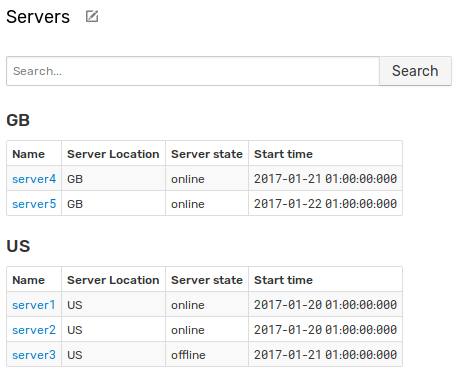 Servers
Search... Search
GB
Name Server Location Server state Start time
server4 GB online 2017-01-21 01:00:00:000
server5 GB online 2017-01-22 01:00:00:000
US
Name Server Location Server state Start time
server1 US online 2017-01-20 01:00:00:000
server2 US online 2017-01-20 01:00:00:000
server3 US offline 2017-01-21 01:00:00:000